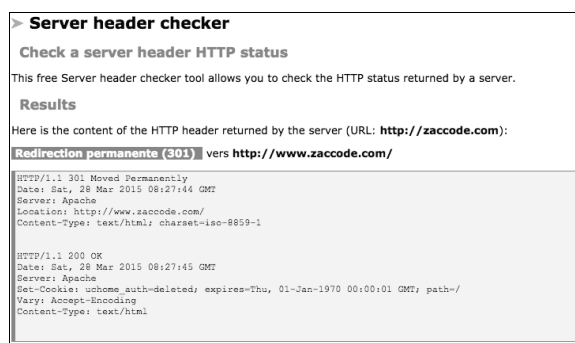 ➤ Server header checker
Check a server header HTTP status
This free Server header checker tool allows you to check the HTTP status returned by a server.
Results
Here is the content of the HTTP header returned by the server (URL: http://zaccode.com):
Redirection permanente (301) vers http://www.zaccode.com/
HTTP/1.1 301 Moved Permanently
Date: Sat, 28 Mar 2015 08:27:44 GMT
Server: Apache
Location: http://www.zaccode.com/
Content-Type: text/html; charset=iso-8859-1
HTTP/1.1 200 OK
Date: Sat, 28 Mar 2015 08:27:45 GMT
Server: Apache
Set-Cookie: uchome_auth=deleted; expires=Thu, 01-Jan-1970 00:00:01 GMT; path=/
Vary: Accept-Encoding
Content-Type: text/html